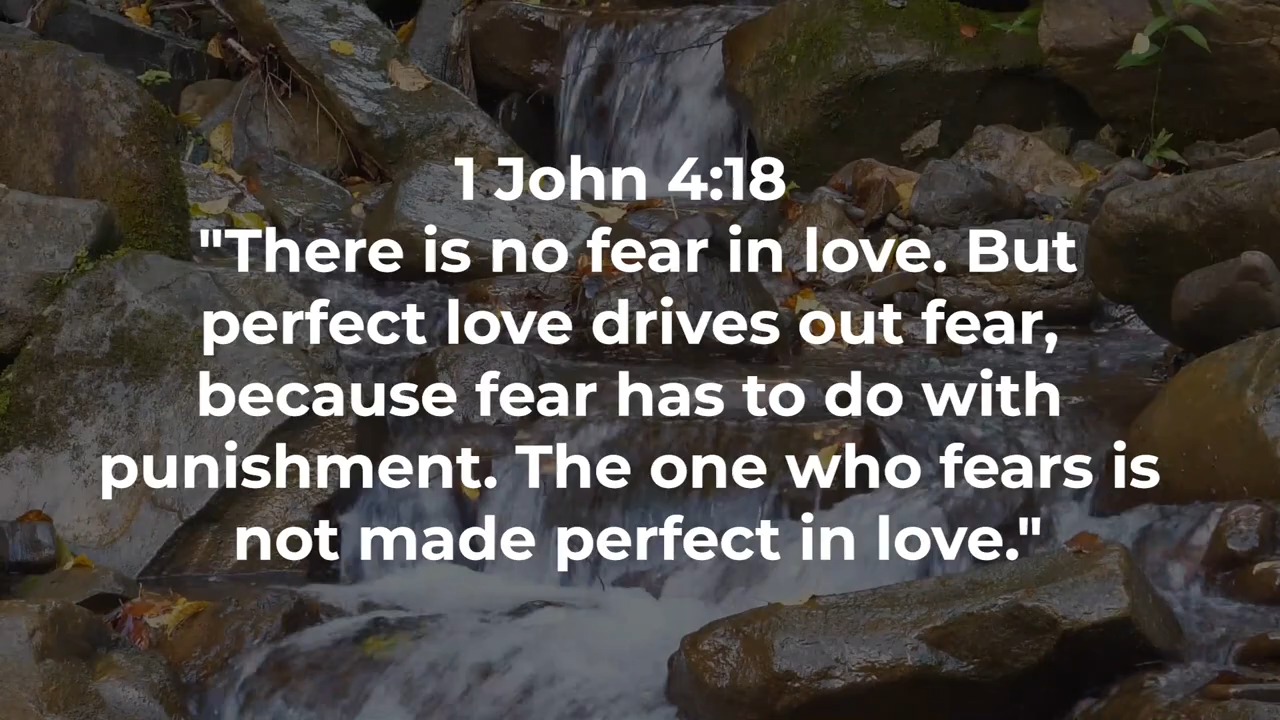 1 John 4:18
"There is no fear in love. But
perfect love drives out fear,
because fear has to do with
punishment. The one who fears is
not made perfect in love."